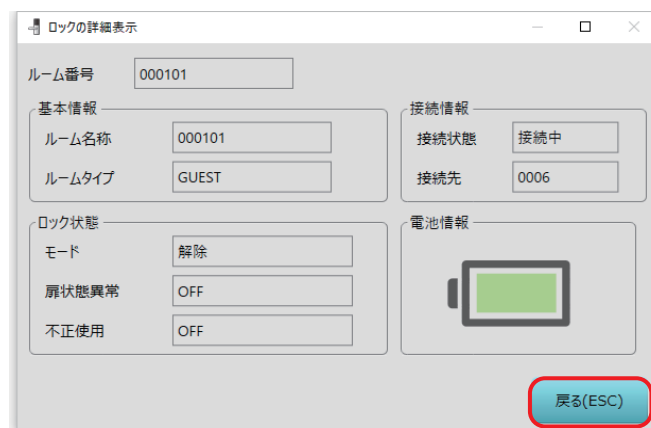 ロックの詳細表示
ルーム番号 000101
基本情報
ルーム名称 000101
ルームタイプ GUEST
接続情報
接続状態 接続中
接続先 0006
ロック状態
モード 解除
扉状態異常 OFF
不正使用 OFF
電池情報
戻る(ESC)